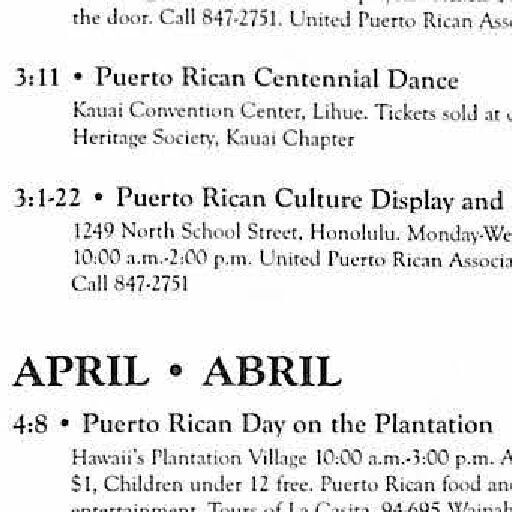 the door. Call 847-2751. United Puerto Rican
3:11 • Puerto Rican Centennial Dance
Kauai Convention Center, Lihue. Tickets sold at
Heritage Society, Kauai Chapter
3:1-22 • Puerto Rican Culture Display and
1249 North School Street, Honolulu. Monday-We
10:00 a.m.-2:00 p.m. United Puerto Rican Associa
Call 847-2751
APRIL • ABRIL
4:8 • Puerto Rican Day on the Plantation
Hawaii's Plantation Village 10:00 a.m.-3:00 p.m. A
$1, Children under 12 free. Puerto Rican food and
entertainment. Tours of La Casita. 94-695